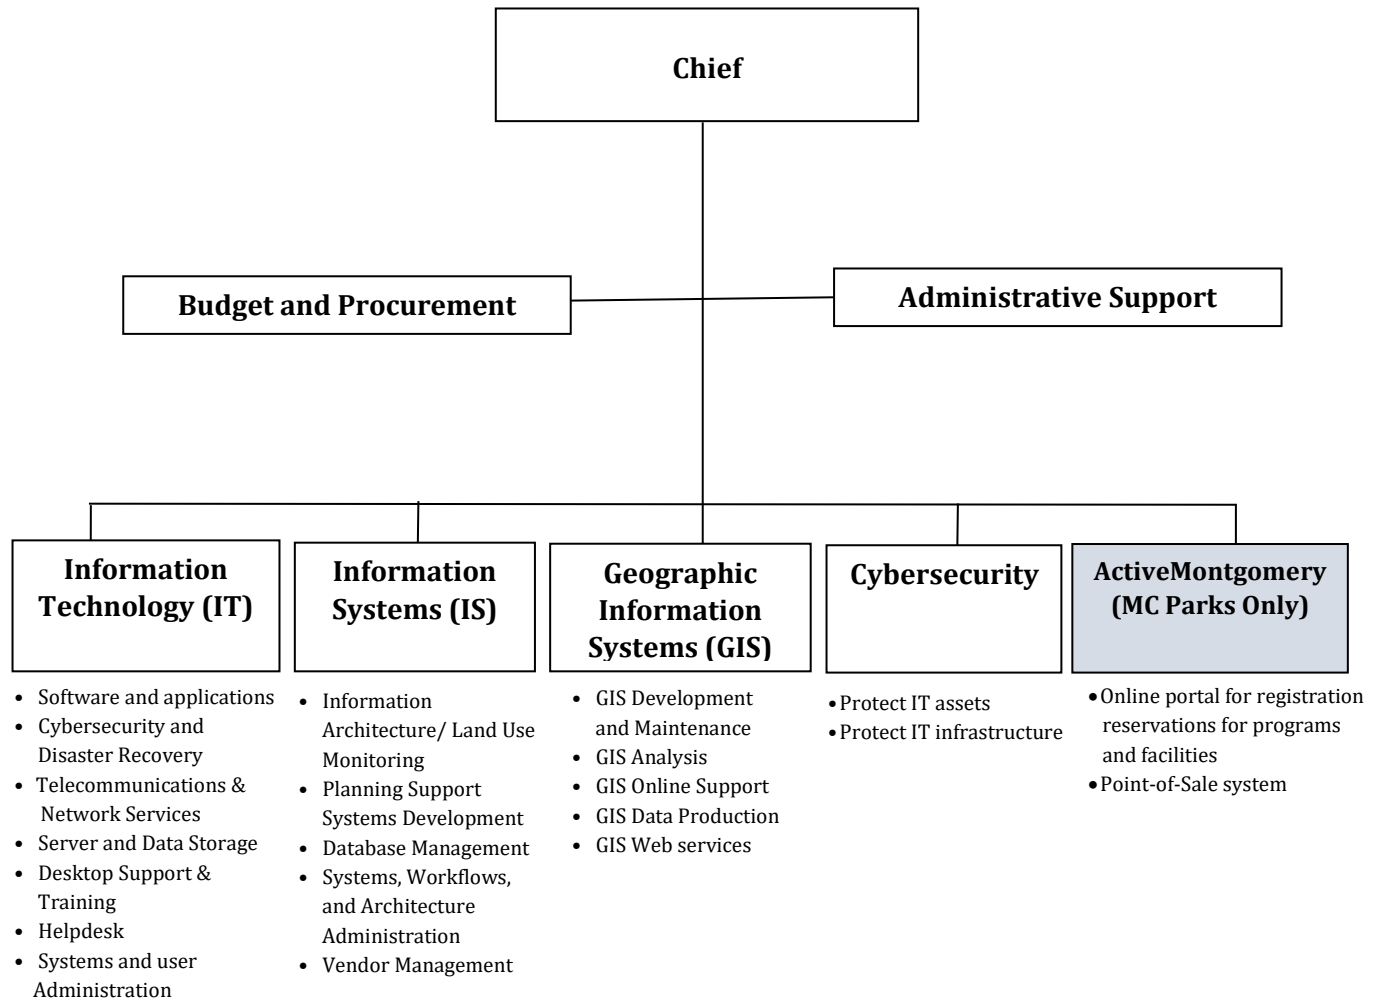 Chief
Budget and Procurement
Administrative Support
Information
Technology (IT)
• Software and applications
• Cybersecurity and
Disaster Recovery
• Telecommunications &
Network Services
• Server and Data Storage
• Desktop Support &
Training
• Helpdesk
• Systems and user
Administration
Information
Systems (IS)
• Information
Architecture/ Land Use
Monitoring
• Planning Support
Systems Development
• Database Management
• Systems, Workflows,
and Architecture
Administration
• Vendor Management
Geographic
Information
Systems (GIS)
• GIS Development
and Maintenance
• GIS Analysis
• GIS Online Support
• GIS Data Production
• GIS Web services
Cybersecurity
• Protect IT assets
• Protect IT infrastructure
ActiveMontgomery
(MC Parks Only)
• Online portal for registration
reservations for programs
and facilities
• Point-of-Sale system